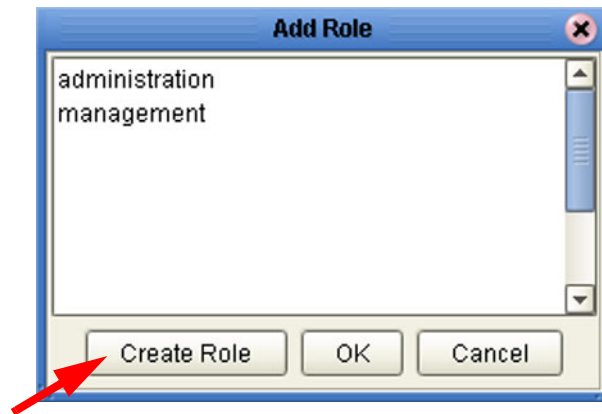 Add Role
administration
management
Create Role OK Cancel